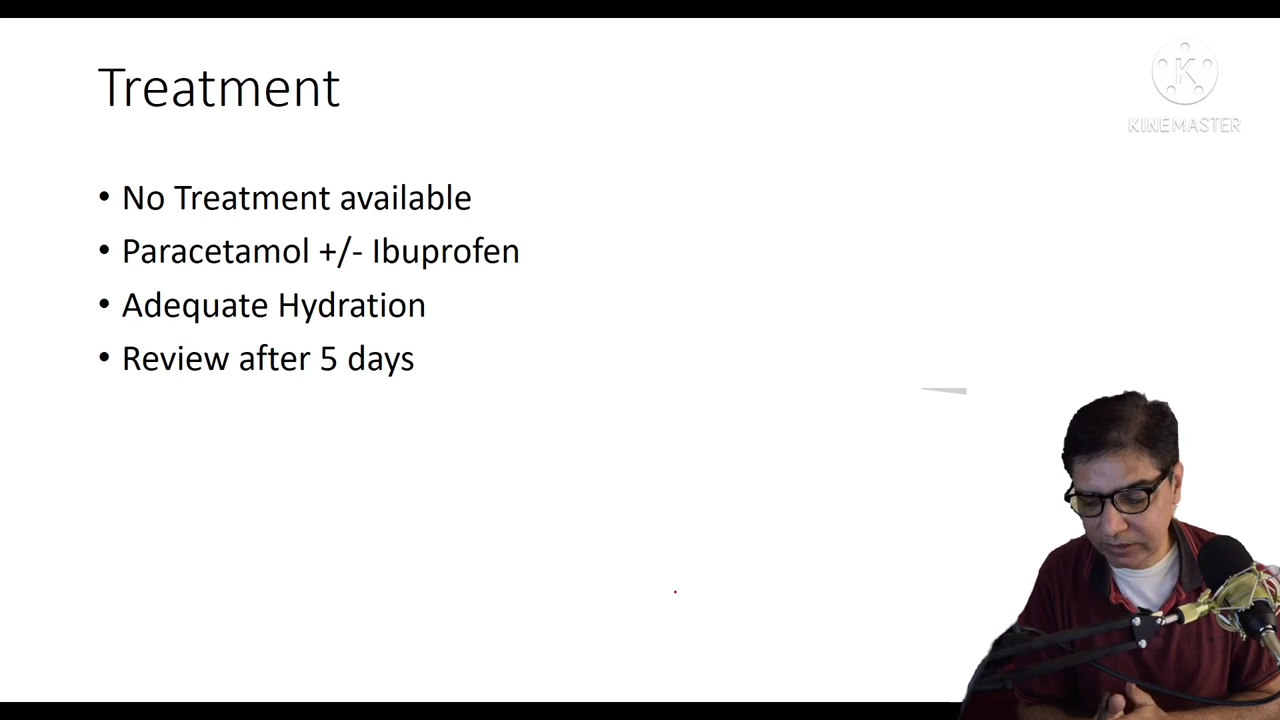 Treatment
KINEMASTER
• No Treatment available
• Paracetamol +/- Ibuprofen
• Adequate Hydration
• Review after 5 days